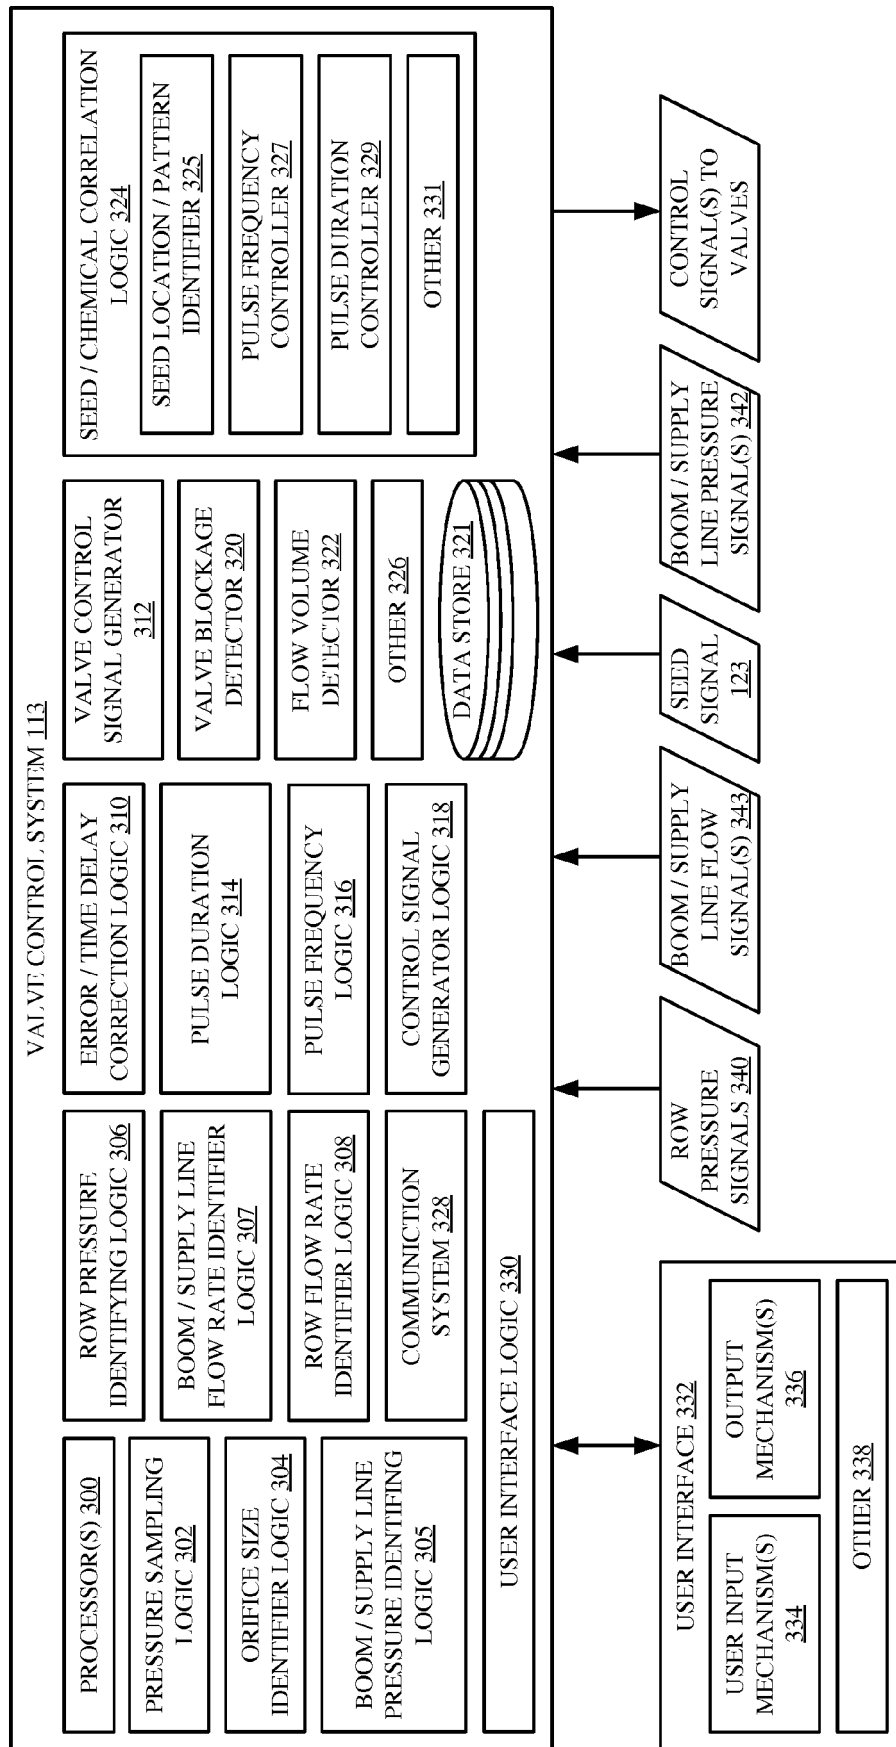 VALVE CONTROL SYSTEM 113
PROCESSOR(S) 300
PRESSURE SAMPLING
LOGIC 302
ORIFICE SIZE
IDENTIFIER LOGIC 304
BOOM / SUPPLY LINE
PRESSURE IDENTIFING
LOGIC 305
ROW PRESSURE
IDENTIFYING LOGIC 306
BOOM / SUPPLY LINE
FLOW RATE IDENTIFIER
LOGIC 307
ROW FLOW RATE
IDENTIFIER LOGIC 308
COMMUNICTION
SYSTEM 328
USER INTERFACE LOGIC 330
ERROR / TIME DELAY
CORRECTION LOGIC 310
PULSE DURATION
LOGIC 314
PULSE FREQUENCY
LOGIC 316
CONTROL SIGNAL
GENERATOR LOGIC 318
VALVE CONTROL
SIGNAL GENERATOR
312
VALVE BLOCKAGE
DETECTOR 320
FLOW VOLUME
DETECTOR 322
OTHER 326
DATA STORE 321
SEED / CHEMICAL CORRELATION
LOGIC 324
SEED LOCATION / PATTERN
IDENTIFIER 325
PULSE FREQUENCY
CONTROLLER 327
PULSE DURATION
CONTROLLER 329
OTHER 331
USER INTERFACE 332
USER INPUT
MECHANISM(S)
334
OUTPUT
MECHANISM(S)
336
OTHER 338
ROW
PRESSURE
SIGNALS 340
BOOM / SUPPLY
LINE FLOW
SIGNAL(S) 343
SEED
SIGNAL
123
BOOM / SUPPLY
LINE PRESSURE
SIGNAL(S) 342
CONTROL
SIGNAL(S) TO
VALVES